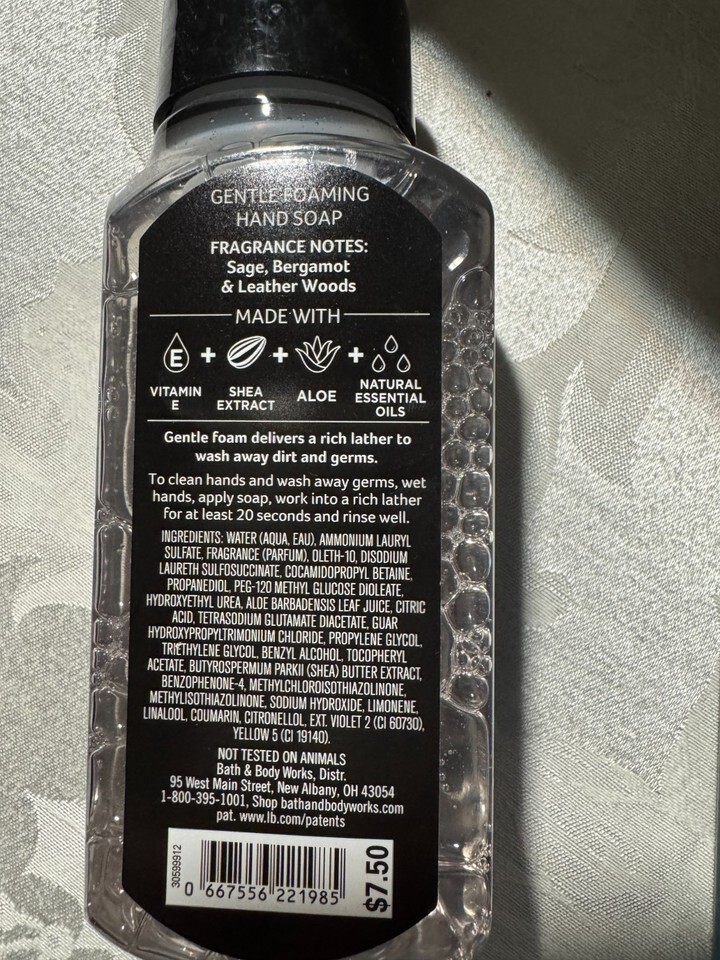 GENTLE FOAMING
HAND SOAP
FRAGRANCE NOTES:
Sage, Bergamot
& Leather Woods
MADE WITH
E + + +
VITAMIN E SHEA EXTRACT ALOE NATURAL ESSENTIAL OILS
Gentle foam delivers a rich lather to
wash away dirt and germs.
To clean hands and wash away germs, wet
hands, apply soap, work into a rich lather
for at least 20 seconds and rinse well.
INGREDIENTS: WATER (AQUA, EAU), AMMONIUM LAURYL
SULFATE, FRAGRANCE (PARFUM), OLETH-10, DISODIUM
LAURETH SULFOSUCCINATE, COCAMIDOPROPYL BETAINE,
PROPANEDIOL, PEG-120 METHYL GLUCOSE DIOLEATE,
HYDROXYETHYL UREA, ALOE BARBADENSIS LEAF JUICE, CITRIC
ACID, TETRASODIUM GLUTAMATE DIACETATE, GUAR
HYDROXYPROPYLTRIMONIUM CHLORIDE, PROPYLENE GLYCOL,
TRIETHYLENE GLYCOL, BENZYL ALCOHOL, TOCOPHERYL
ACETATE, BUTYROSPERMUM PARKII (SHEA) BUTTER EXTRACT,
BENZOPHENONE-4, METHYLCHLOROISOTHIAZOLINONE,
METHYLISOTHIAZOLINONE, SODIUM HYDROXIDE, LIMONENE,
LINALOOL, COUMARIN, CITRONELLOL, EXT. VIOLET 2 (CI 60730),
YELLOW 5 (CI 19140).
NOT TESTED ON ANIMALS
Bath & Body Works, Distr.
95 West Main Street, New Albany, OH 43054
1-800-395-1001, Shop bathandbodyworks.com
pat. www.lb.com/patents
30599912
0 667556 221985
$7.50